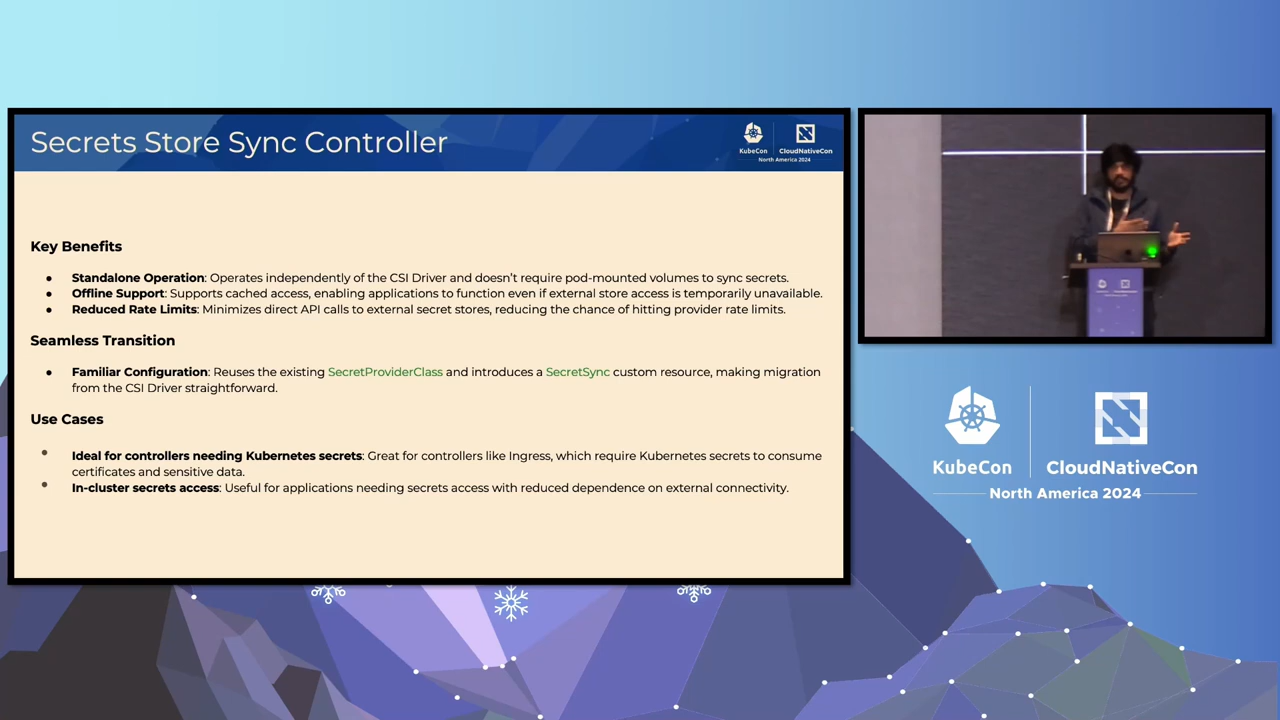 Secrets Store Sync Controller
KubeCon
CloudNativeCon
North America 2024
Key Benefits
● Standalone Operation: Operates independently of the CSI Driver and doesn't require pod-mounted volumes to sync secrets.
● Offline Support: Supports cached access, enabling applications to function even if external store access is temporarily unavailable.
● Reduced Rate Limits: Minimizes direct API calls to external secret stores, reducing the chance of hitting provider rate limits.
Seamless Transition
● Familiar Configuration: Reuses the existing SecretProviderClass and introduces a SecretSync custom resource, making migration
from the CSI Driver straightforward.
Use Cases
● Ideal for controllers needing Kubernetes secrets: Great for controllers like Ingress, which require Kubernetes secrets to consume
certificates and sensitive data.
● In-cluster secrets access: Useful for applications needing secrets access with reduced dependence on external connectivity.
KubeCon
CloudNativeCon
North America 2024